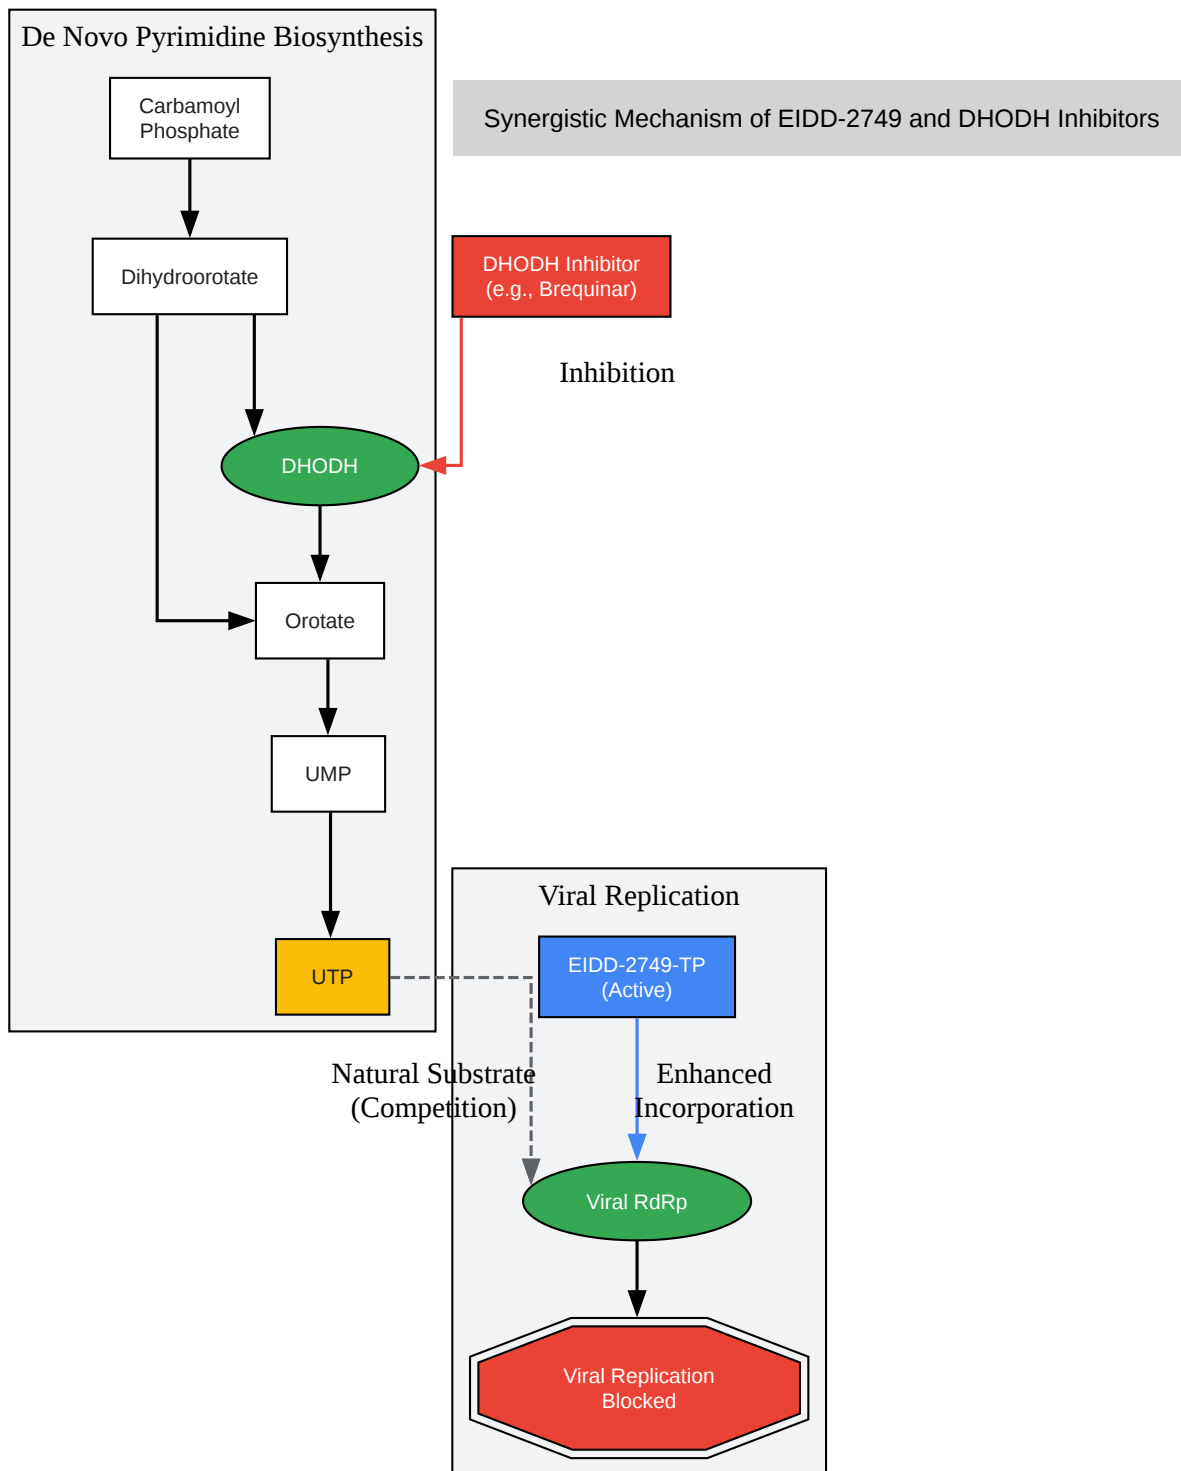 De Novo Pyrimidine Biosynthesis
Carbamoyl
Phosphate
Synergistic Mechanism of EIDD-2749 and DHODH Inhibitors
Dihydroorotate
DHODH Inhibitor
(e.g., Brequinar)
Inhibition
DHODH
Orotate
UMP
UTP
Viral Replication
EIDD-2749-TP
(Active)
Natural Substrate
(Competition)
Enhanced
Incorporation
Viral RdRp
Viral Replication
Blocked